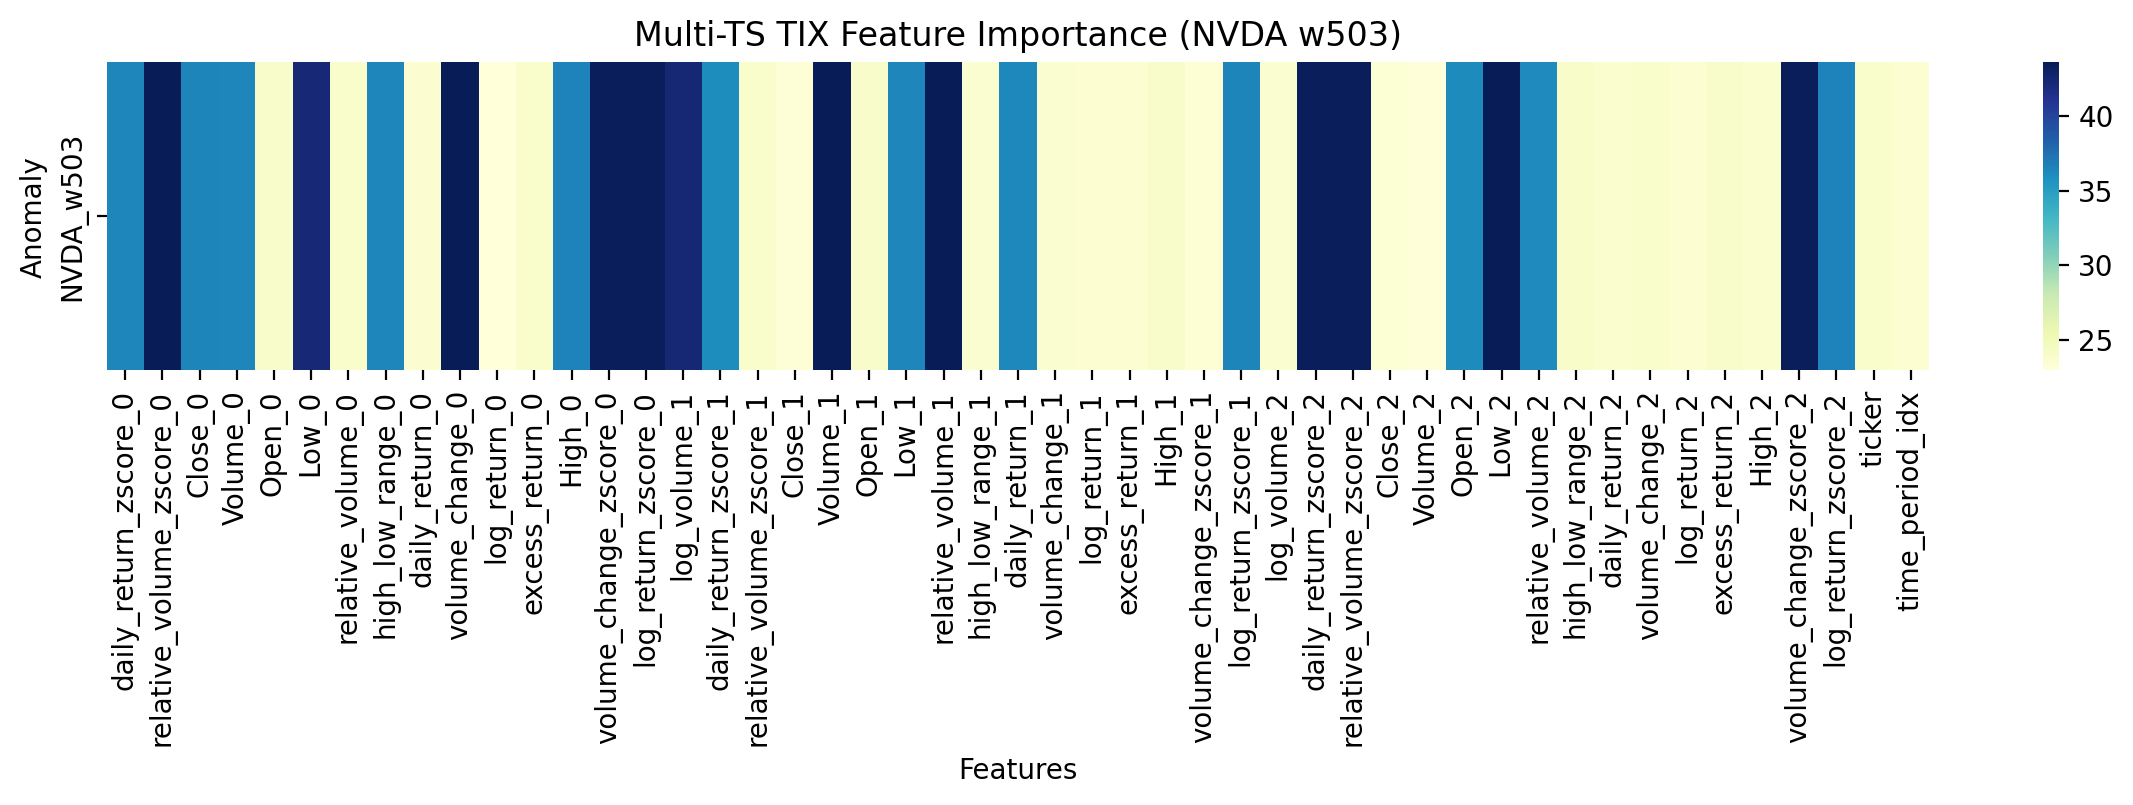 Multi-TS TIX Feature Importance (NVDA w503)
Anomaly
NVDA_w503
40
35
30
25
daily_return_zscore_0
relative_volume_zscore_0
Close_0
Volume_0
Open_0
Low_0
relative_volume_0
high_low_range_0
daily_return_0
volume_change_0
log_return_0
excess_return_0
High_0
volume_change_zscore_0
log_return_zscore_0
log_volume_1
daily_return_zscore_1
relative_volume_zscore_1
Close_1
Volume_1
Open_1
Low_1
relative_volume_1
high_low_range_1
daily_return_1
volume_change_1
log_return_1
excess_return_1
High_1
volume_change_zscore_1
log_return_zscore_1
log_volume_2
daily_return_zscore_2
relative_volume_zscore_2
Close_2
Volume_2
Open_2
Low_2
relative_volume_2
high_low_range_2
daily_return_2
volume_change_2
log_return_2
excess_return_2
High_2
volume_change_zscore_2
log_return_zscore_2
ticker
time_period_idx
Features